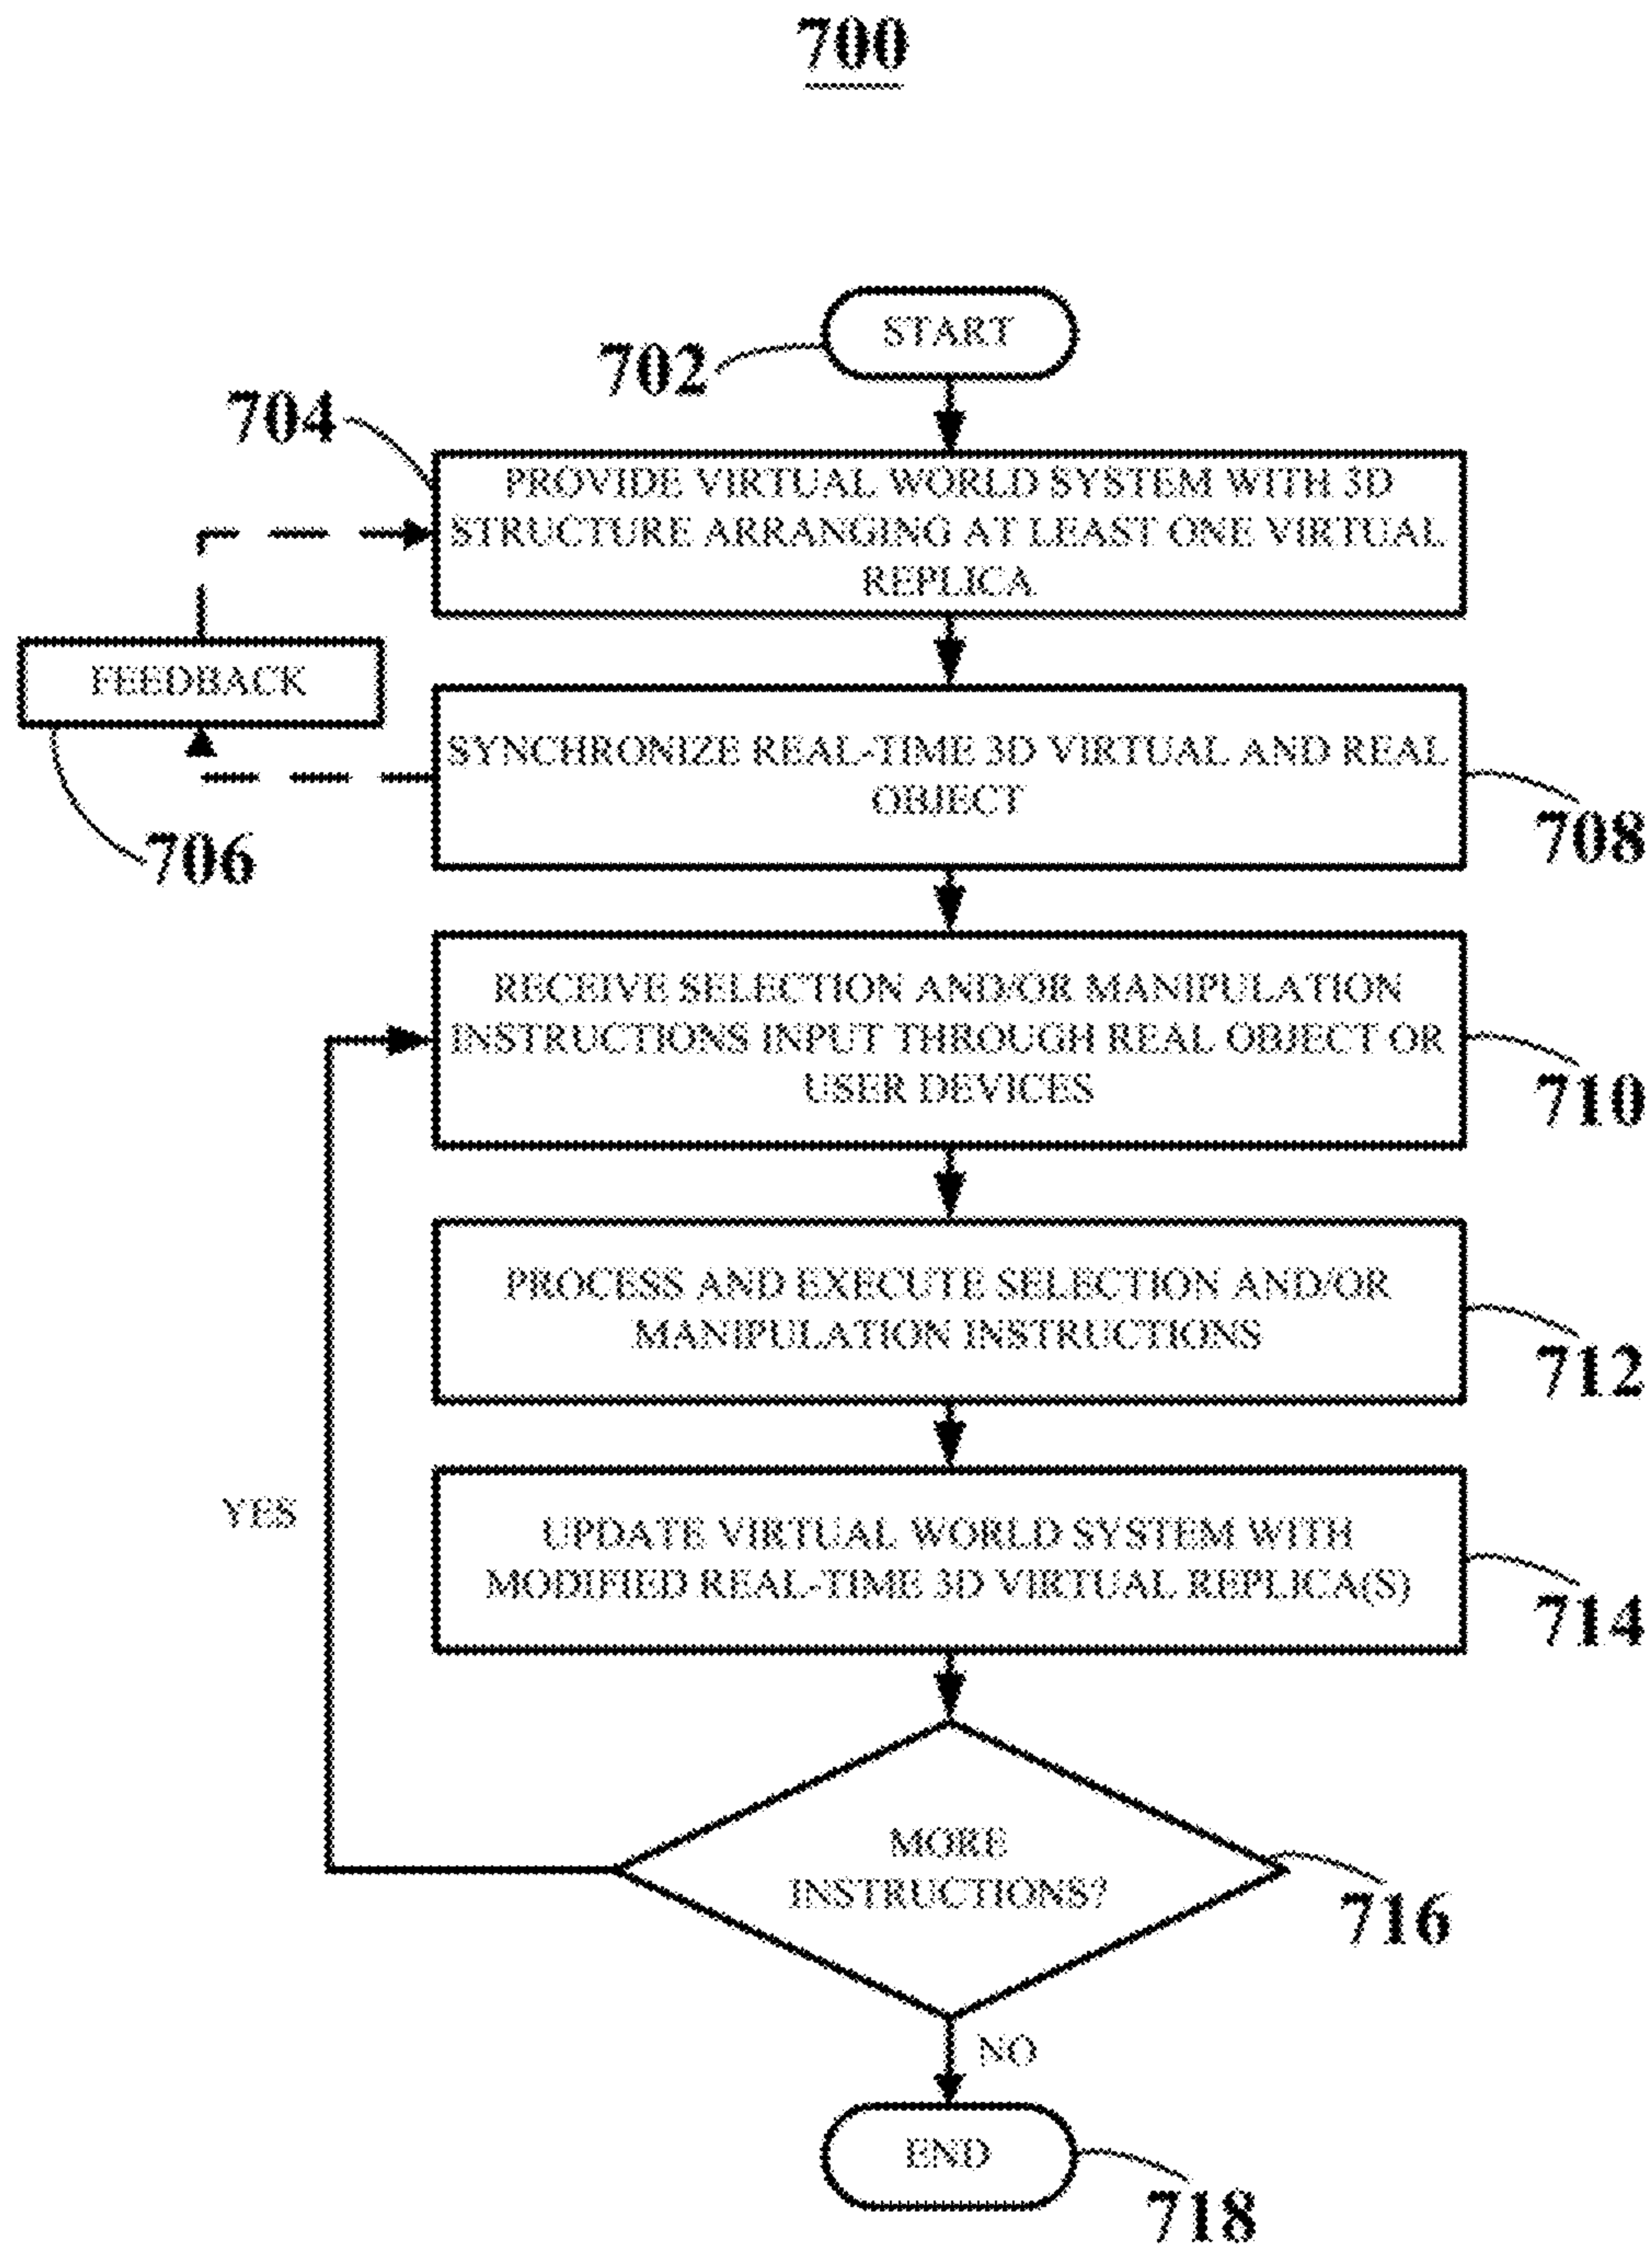 700
START
702
704
PROVIDE VIRTUAL WORLD SYSTEM WITH 3D
STRUCTURE ARRANGING AT LEAST ONE VIRTUAL
REPLICA
FEEDBACK
706
SYNCHRONIZE REAL-TIME 3D VIRTUAL AND REAL
OBJECT
708
RECEIVE SELECTION AND/OR MANIPULATION
INSTRUCTIONS INPUT THROUGH REAL OBJECT OR
USER DEVICES
710
PROCESS AND EXECUTE SELECTION AND/OR
MANIPULATION INSTRUCTIONS
712
YES
UPDATE VIRTUAL WORLD SYSTEM WITH
MODIFIED REAL-TIME 3D VIRTUAL REPLICA(S)
714
MORE
INSTRUCTIONS?
716
NO
END
718